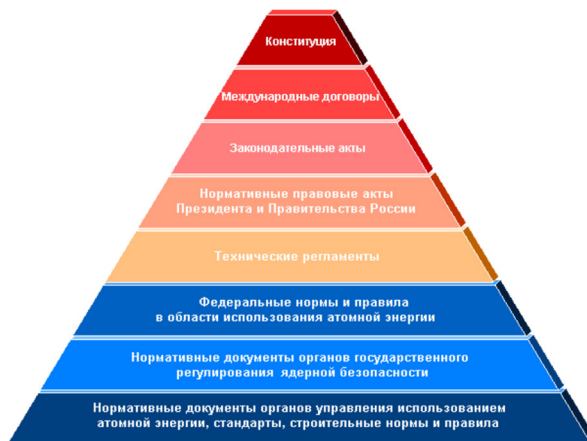 Конституция
Международные договоры
Законодательные акты
Нормативные правовые акты
Президента и Правительства России
Технические регламенты
Федеральные нормы и правила
в области использования атомной энергии
Нормативные документы органов государственного
регулирования ядерной безопасности
Нормативные документы органов управления использованием
атомной энергии, стандарты, строительные нормы и правила